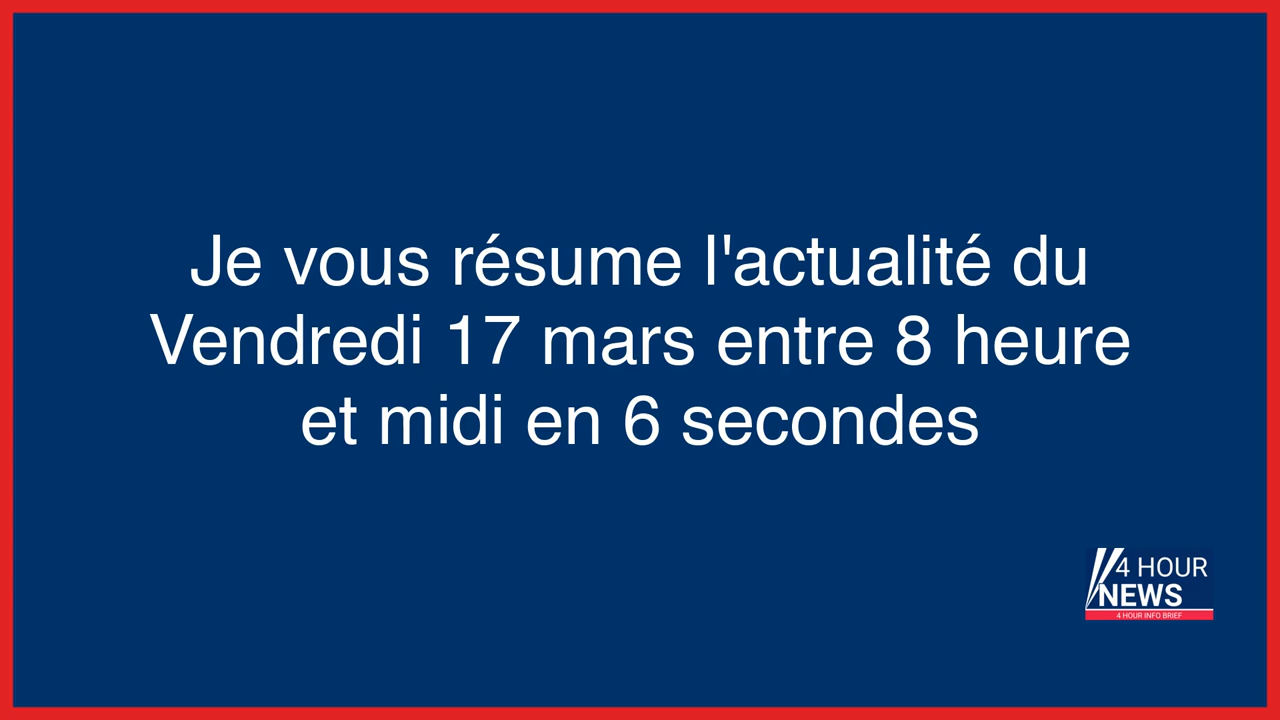 Je vous résume l'actualité du
Vendredi 17 mars entre 8 heure
et midi en 6 secondes
4 HOUR
NEWS
4 HOUR INFO BRIEF